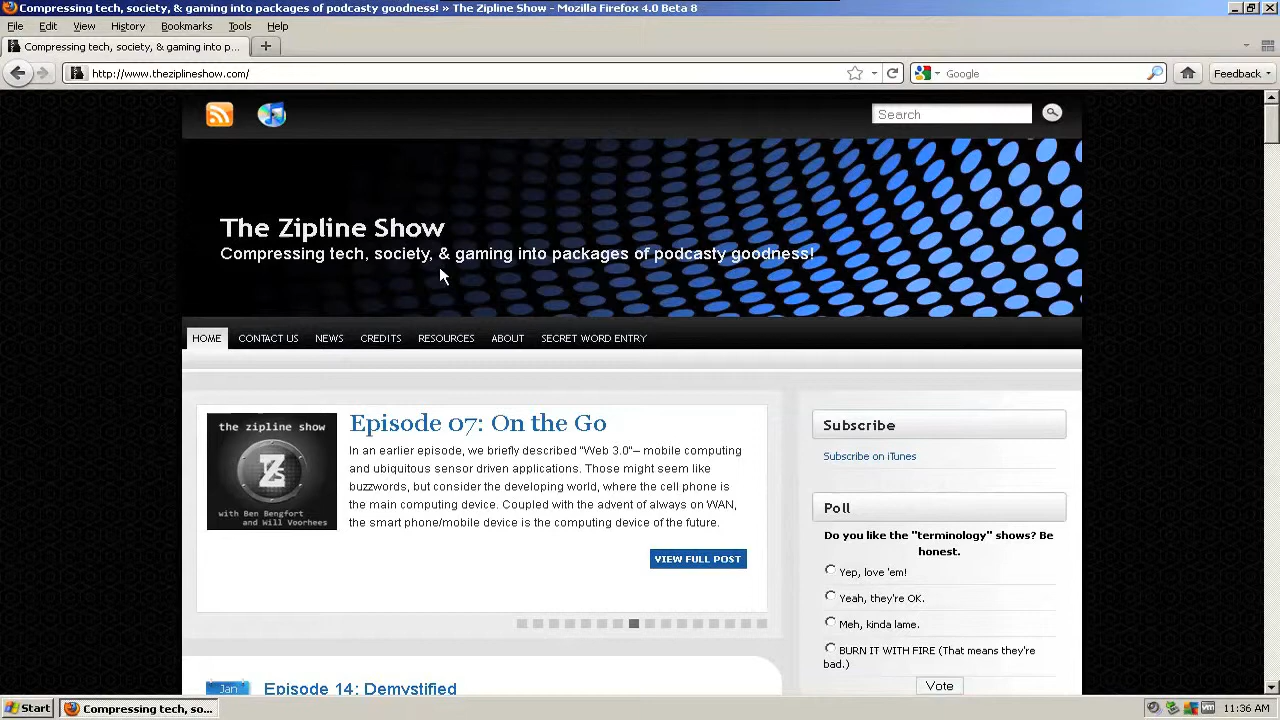 Compressing tech, society, & gaming into packages of podcasty goodness! » The Zipline Show - Mozilla Firefox 4.0 Beta 8
File Edit View History Bookmarks Tools Help
Compressing tech, society, & gaming into p...
http://www.theziplineshow.com/
Google
Feedback
Search
The Zipline Show
Compressing tech, society, & gaming into packages of podcasty goodness!
HOME CONTACT US NEWS CREDITS RESOURCES ABOUT SECRET WORD ENTRY
the zipline show
with Ben Bengfort
and Will Voorhees
Episode 07: On the Go
In an earlier episode, we briefly described "Web 3.0"– mobile computing
and ubiquitous sensor driven applications. Those might seem like
buzzwords, but consider the developing world, where the cell phone is
the main computing device. Coupled with the advent of always on WAN,
the smart phone/mobile device is the computing device of the future.
VIEW FULL POST
Jan
Episode 14: Demystified
Subscribe
Subscribe on iTunes
Poll
Do you like the "terminology" shows? Be
honest.
Yep, love 'em!
Yeah, they're OK.
Meh, kinda lame.
BURN IT WITH FIRE (That means they're
bad.)
Vote
Start
Compressing tech, so...
11:36 AM